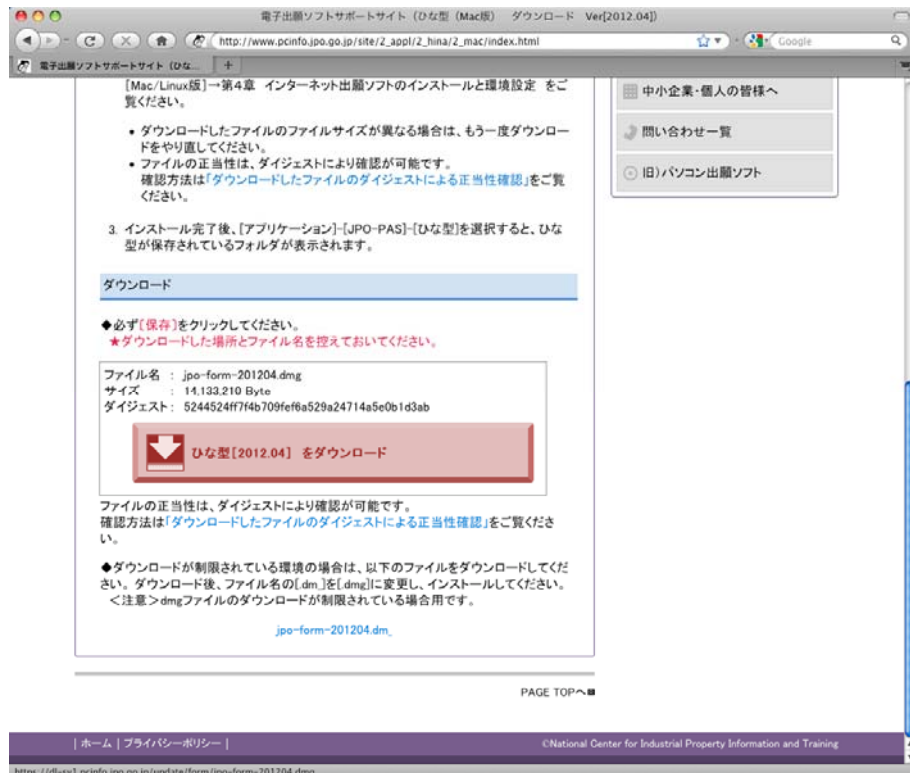 電子出願ソフトサポートサイト（ひな型（Mac版） ダウンロード Ver[2012.04]）
http://www.pcinfo.jpo.go.jp/site/2_appl/2_hina/2_mac/index.html
Google
電子出願ソフトサポートサイト（ひな...
[Mac/Linux版]→第4章 インターネット出願ソフトのインストールと環境設定 をご
覧ください。
• ダウンロードしたファイルのファイルサイズが異なる場合は、もう一度ダウンロー
ドをやり直してください。
• ファイルの正当性は、ダイジェストにより確認が可能です。
確認方法は「ダウンロードしたファイルのダイジェストによる正当性確認」をご覧
ください。
3. インストール完了後、[アプリケーション]-[JPO-PAS]-[ひな型]を選択すると、ひな
型が保存されているフォルダが表示されます。
中小企業・個人の皆様へ
問い合わせ一覧
旧）パソコン出願ソフト
ダウンロード
◆必ず[保存]をクリックしてください。
★ダウンロードした場所とファイル名を控えておいてください。
ファイル名 : jpo-form-201204.dmg
サイズ : 14,133,210 Byte
ダイジェスト : 5244524ff7f4b709fef6a529a24714a5e0b1d3ab
ひな型[2012.04] をダウンロード
ファイルの正当性は、ダイジェストにより確認が可能です。
確認方法は「ダウンロードしたファイルのダイジェストによる正当性確認」をご覧くださ
い。
◆ダウンロードが制限されている環境の場合は、以下のファイルをダウンロードしてくだ
さい。ダウンロード後、ファイル名の[.dm_]を[.dmg]に変更し、インストールしてください。
＜注意＞dmgファイルのダウンロードが制限されている場合用です。
jpo-form-201204.dm_
PAGE TOPへ
| ホーム | プライバシーポリシー |
©National Center for Industrial Property Information and Training
https://dl-sv1.pcinfo.jpo.go.jp/update/form/jpo-form-201204.dmg